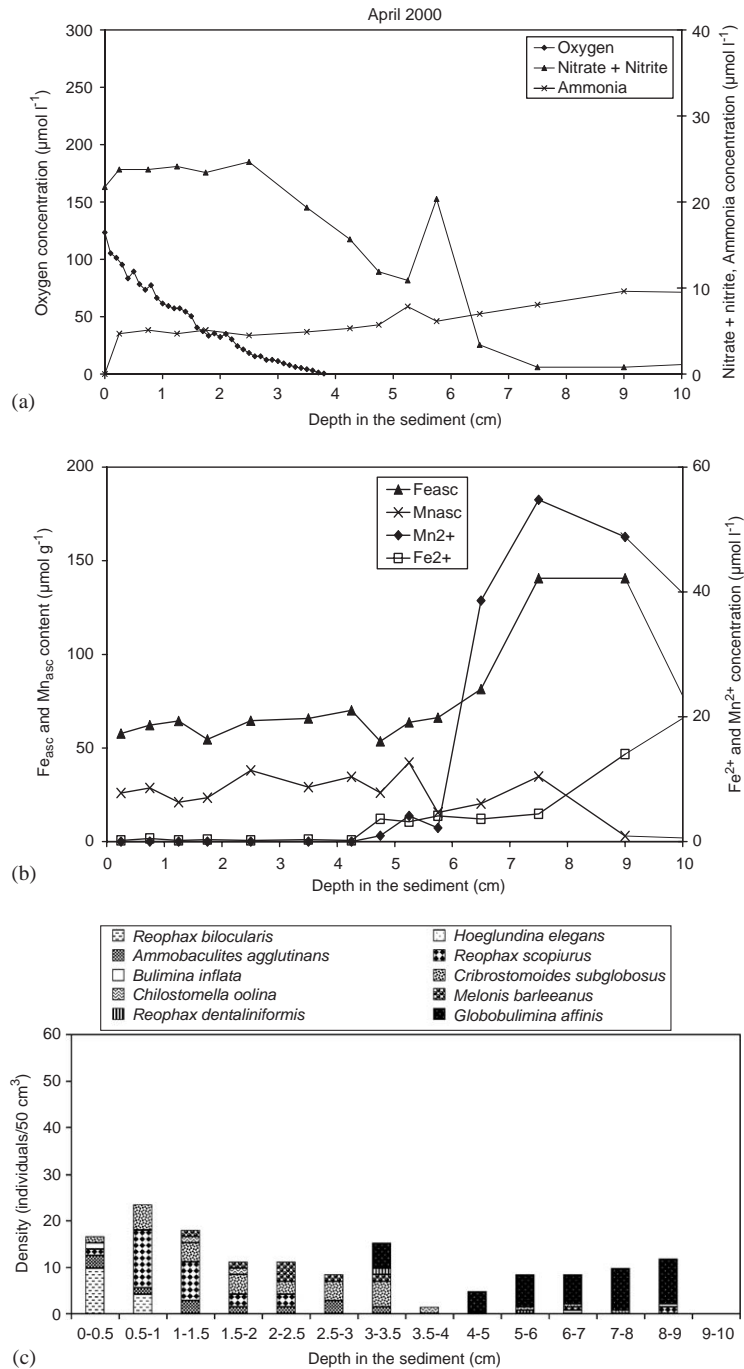 April 2000
300
250
200
150
100
50
0
Oxygen concentration (µmol l⁻¹)
40
30
20
10
0
Nitrate + nitrite, Ammonia concentration (µmol l⁻¹)
Oxygen
Nitrate + Nitrite
Ammonia
0 1 2 3 4 5 6 7 8 9 10
Depth in the sediment (cm)
(a)
200
150
100
50
0
Fe_asc and Mn_asc content (µmol g⁻¹)
60
40
20
0
Fe²⁺ and Mn²⁺ concentration (µmol l⁻¹)
Feasc
Mnasc
Mn2+
Fe2+
0 1 2 3 4 5 6 7 8 9 10
Depth in the sediment (cm)
(b)
Reophax bilocularis
Ammobaculites agglutinans
Bulimina inflata
Chilostomella oolina
Reophax dentaliniformis
Hoeglundina elegans
Reophax scopiurus
Cribrostomoides subglobosus
Melonis barleeanus
Globobulimina affinis
60
50
40
30
20
10
0
Density (individuals/50 cm³)
0-0.5 0.5-1 1-1.5 1.5-2 2-2.5 2.5-3 3-3.5 3.5-4 4-5 5-6 6-7 7-8 8-9 9-10
Depth in the sediment (cm)
(c)